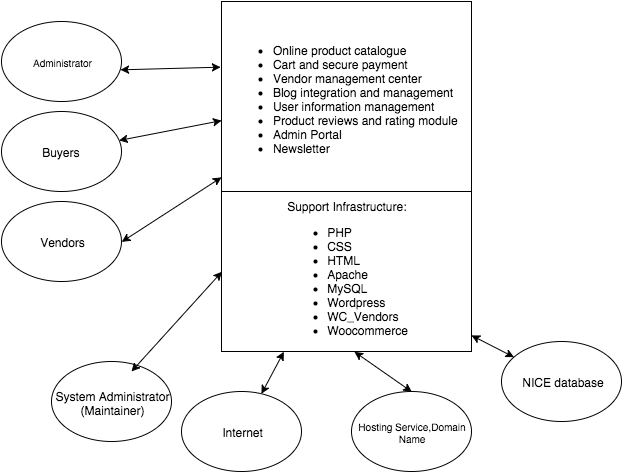 Administrator
Buyers
Vendors
• Online product catalogue
• Cart and secure payment
• Vendor management center
• Blog integration and management
• User information management
• Product reviews and rating module
• Admin Portal
• Newsletter
Support Infrastructure:
• PHP
• CSS
• HTML
• Apache
• MySQL
• Wordpress
• WC_Vendors
• Woocommerce
System Administrator
(Maintainer)
Internet
Hosting Service,Domain
Name
NICE database